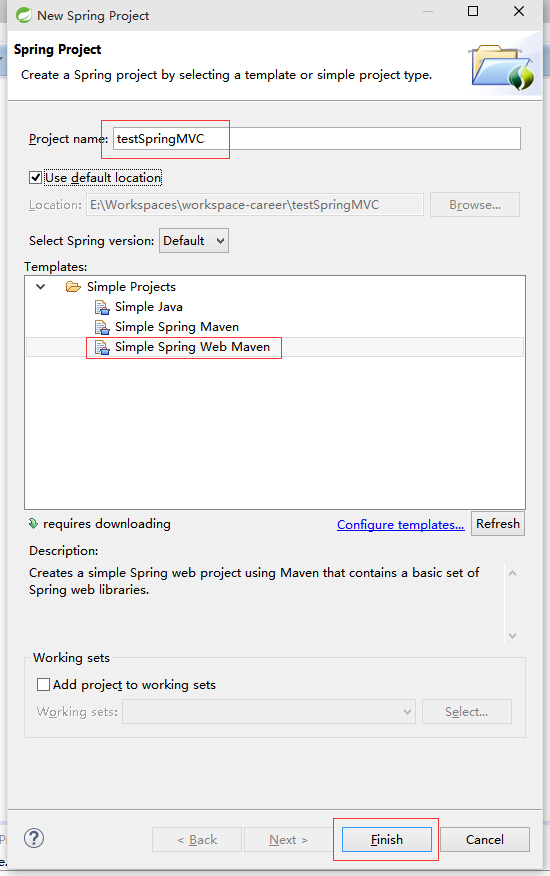 New Spring Project
Spring Project
Create a Spring project by selecting a template or simple project type.
Project name: testSpringMVC
Use default location
Location: E:\Workspaces\workspace-career\testSpringMVC Browse...
Select Spring version: Default
Templates:
Simple Projects
Simple Java
Simple Spring Maven
Simple Spring Web Maven
requires downloading Configure templates... Refresh
Description:
Creates a simple Spring web project using Maven that contains a basic set of
Spring web libraries.
Working sets
Add project to working sets
Working sets: Select...
? < Back Next > Finish Cancel